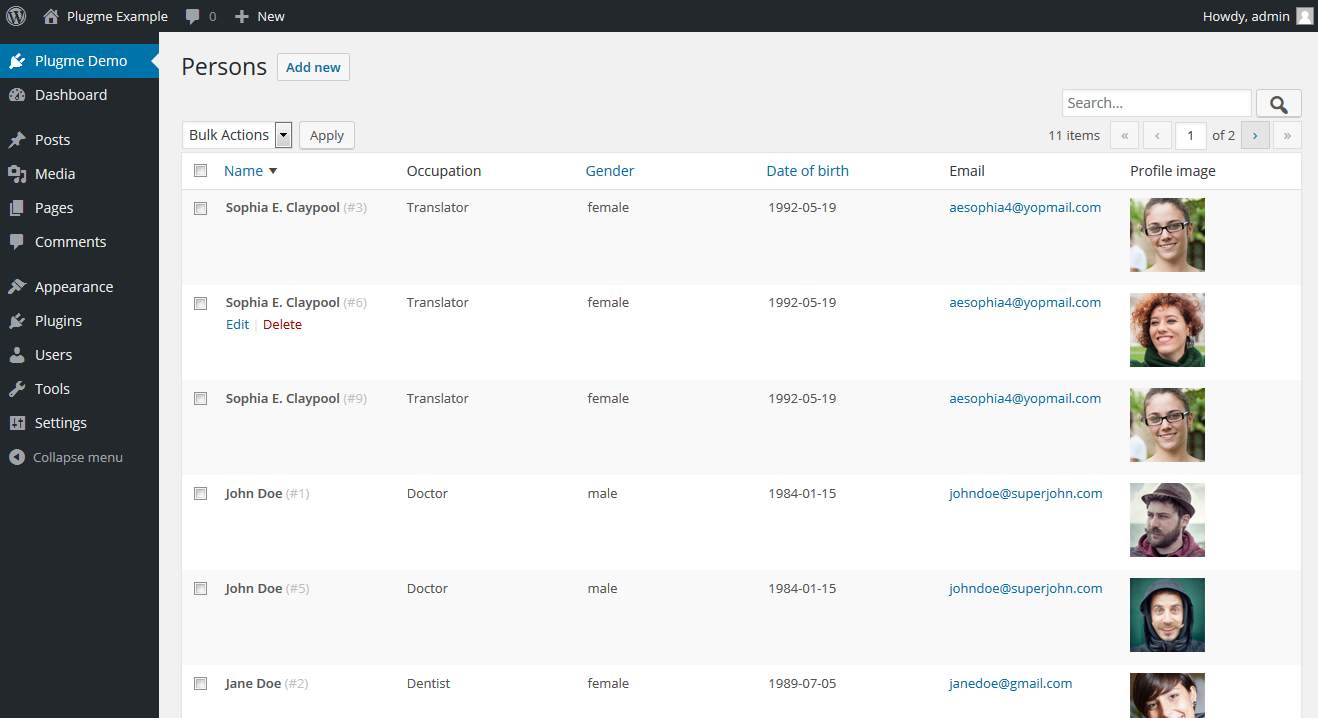 Plugme Example 0 New Howdy, admin
Plugme Demo
Dashboard
Posts
Media
Pages
Comments
Appearance
Plugins
Users
Tools
Settings
Collapse menu
Persons Add new
Search...
Bulk Actions Apply 11 items « ‹ 1 of 2 › »
Name Occupation Gender Date of birth Email Profile image
Sophia E. Claypool (#3) Translator female 1992-05-19 aesophia4@yopmail.com
Sophia E. Claypool (#6) Translator female 1992-05-19 aesophia4@yopmail.com
Edit | Delete
Sophia E. Claypool (#9) Translator female 1992-05-19 aesophia4@yopmail.com
John Doe (#1) Doctor male 1984-01-15 johndoe@superjohn.com
John Doe (#5) Doctor male 1984-01-15 johndoe@superjohn.com
Jane Doe (#2) Dentist female 1989-07-05 janedoe@gmail.com